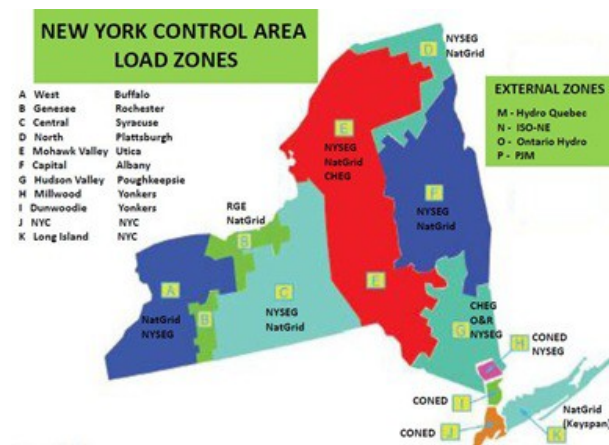 NEW YORK CONTROL AREA
LOAD ZONES
A West Buffalo
B Genesee Rochester
C Central Syracuse
D North Plattsburgh
E Mohawk Valley Utica
F Capital Albany
G Hudson Valley Poughkeepsie
H Millwood Yonkers
I Dunwoodie Yonkers
J NYC NYC
K Long Island NYC
EXTERNAL ZONES
M - Hydro Quebec
N - ISO-NE
O - Ontario Hydro
P - PJM
D
NYSEG
NatGrid
E
NYSEG
NatGrid
CHEG
F
NYSEG
NatGrid
RGE
NatGrid
B
A
NatGrid
NYSEG
B
C
NYSEG
NatGrid
E
CHEG
O&R
G
NYSEG
H
CONED
NYSEG
CONED
I
CONED
J
K
NatGrid
(Keyspan)